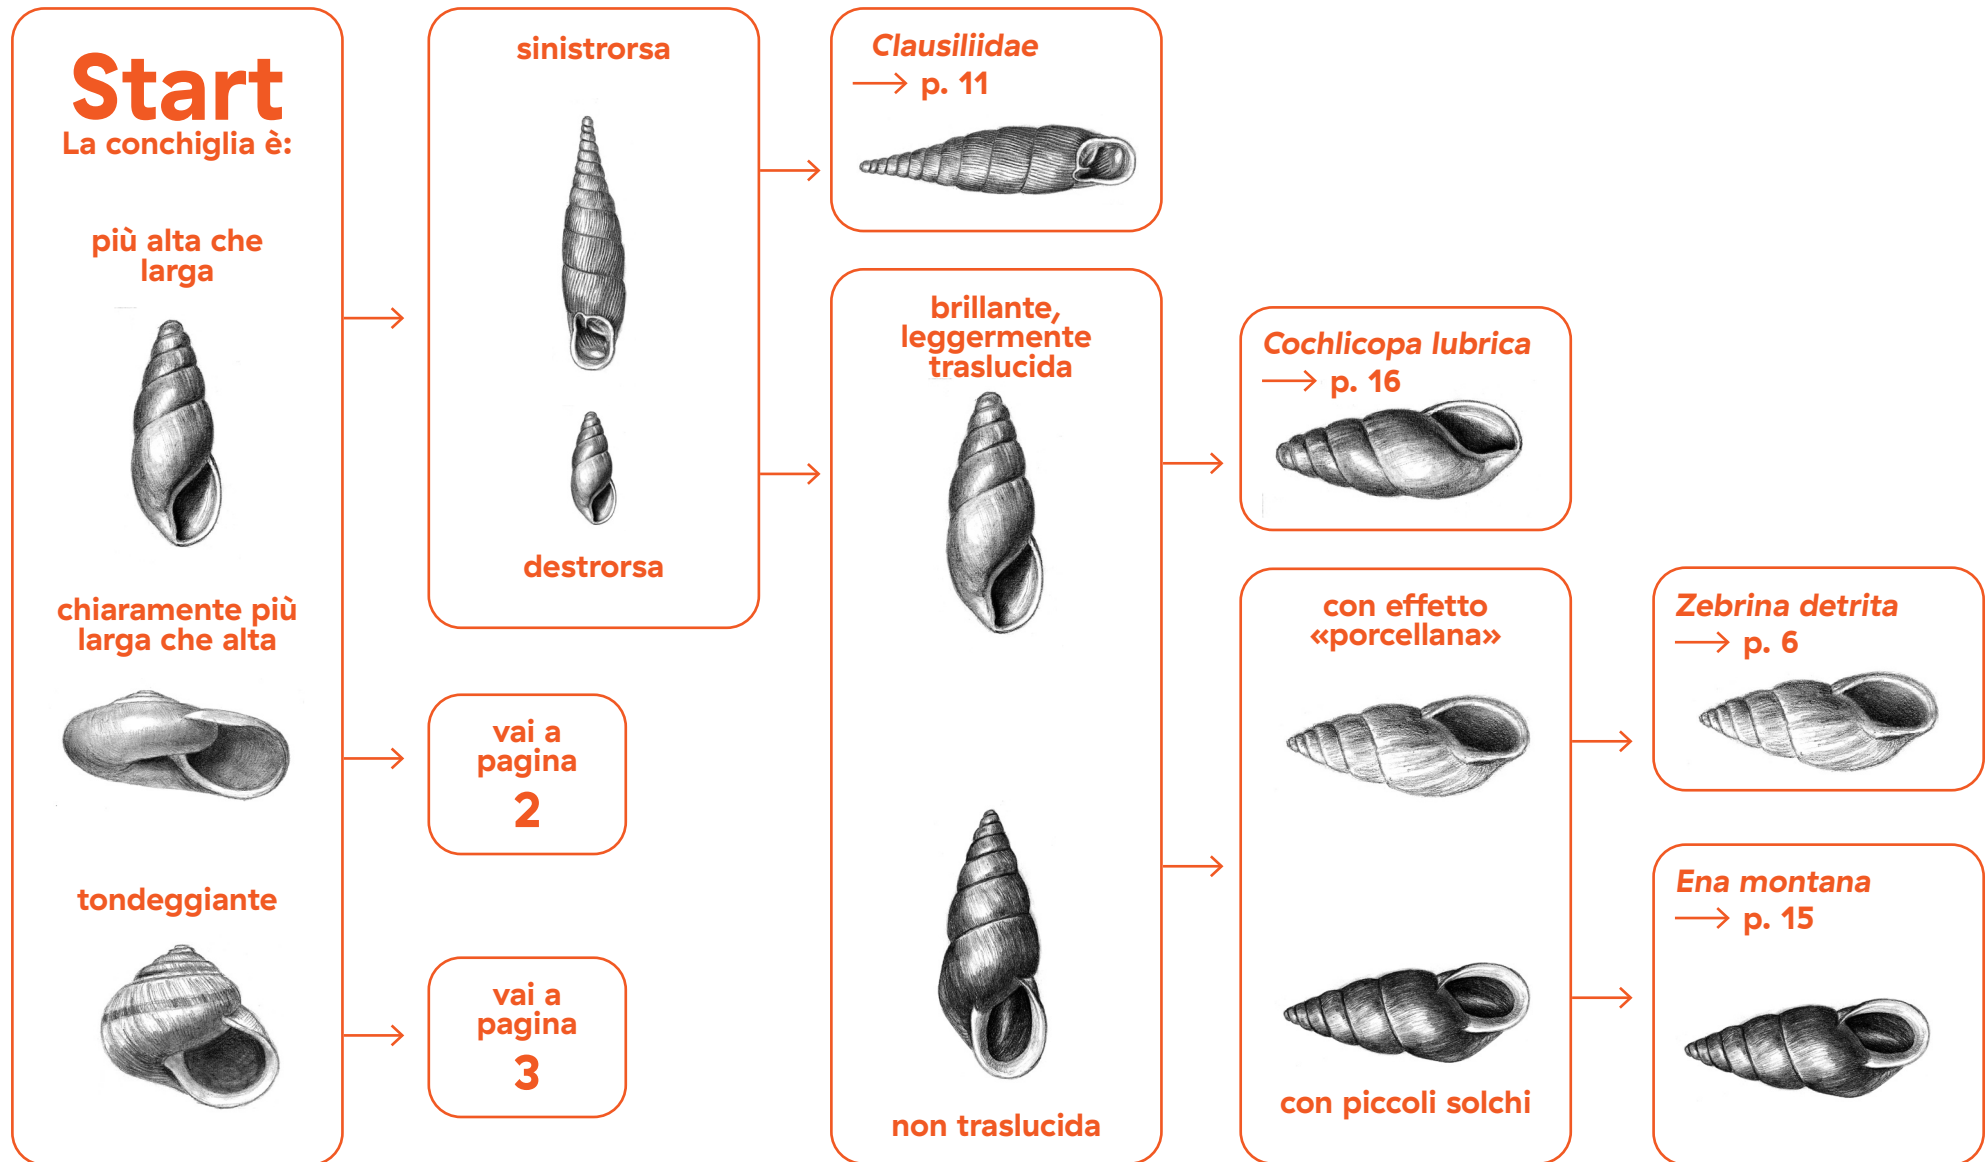 Start
La conchiglia è:
più alta che
larga
chiaramente più
larga che alta
tondeggiante
sinistrorsa
destrorsa
vai a
pagina
2
vai a
pagina
3
Clausiliidae
→ p. 11
brillante,
leggermente
traslucida
non traslucida
Cochlicopa lubrica
→ p. 16
con effetto
«porcellana»
con piccoli solchi
Zebrina detrita
→ p. 6
Ena montana
→ p. 15